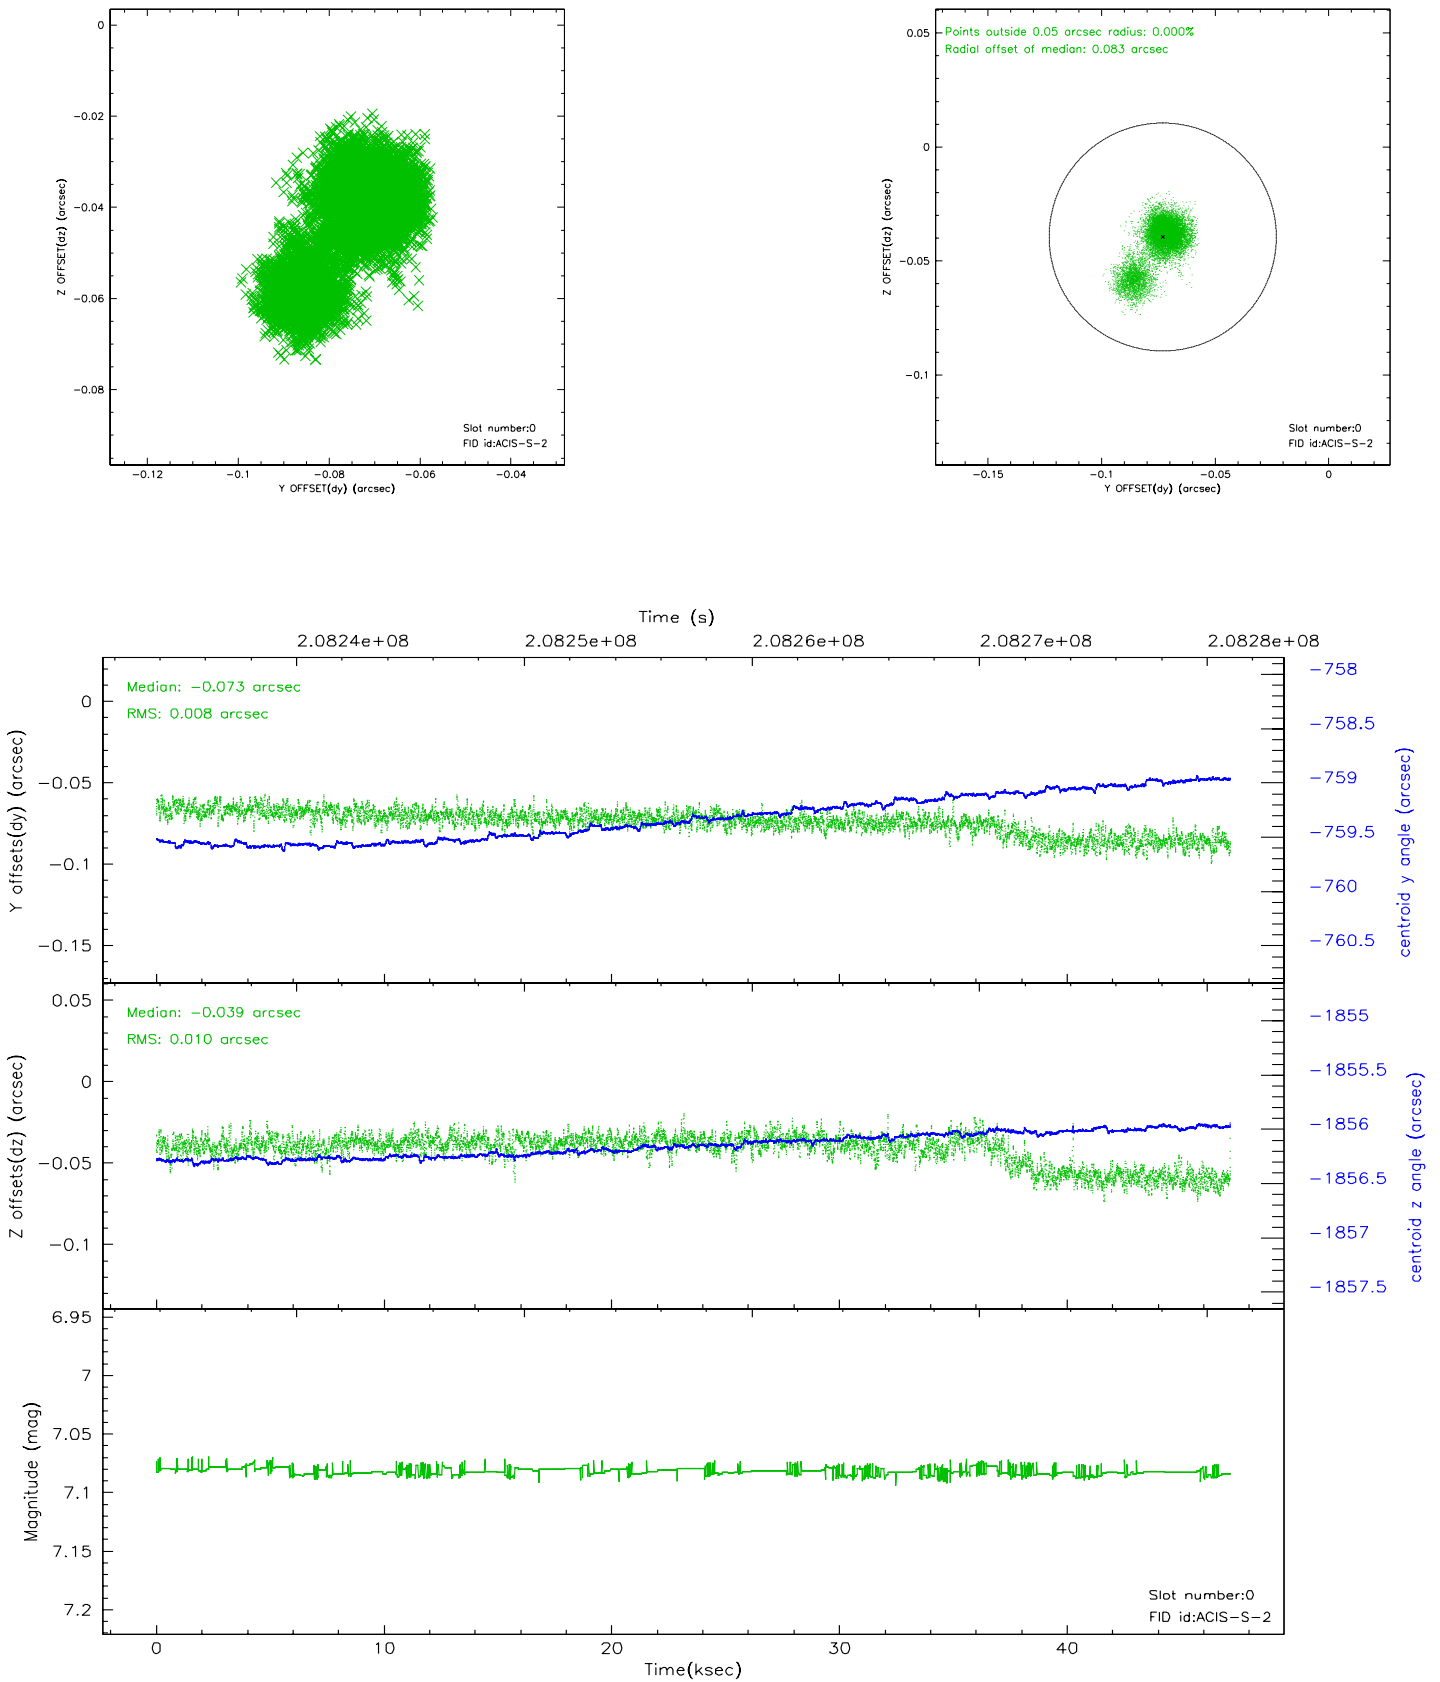 0
-0.02
-0.04
-0.06
-0.08
Z OFFSET(dz) (arcsec)
-0.12
-0.1
-0.08
-0.06
-0.04
Y OFFSET(dy) (arcsec)
Slot number:0
FID id:ACIS-S-2
Points outside 0.05 arcsec radius: 0.000%
Radial offset of median: 0.083 arcsec
0.05
0
-0.05
-0.1
Z OFFSET(dz) (arcsec)
-0.15
-0.1
-0.05
0
Y OFFSET(dy) (arcsec)
Slot number:0
FID id:ACIS-S-2
Time (s)
2.0824e+08
2.0825e+08
2.0826e+08
2.0827e+08
2.0828e+08
Median: -0.073 arcsec
RMS: 0.008 arcsec
0
-0.05
-0.1
-0.15
Y offsets(dy) (arcsec)
-758
-758.5
-759
-759.5
-760
-760.5
centroid y angle (arcsec)
Median: -0.039 arcsec
RMS: 0.010 arcsec
0.05
0
-0.05
-0.1
Z offsets(dz) (arcsec)
-1855
-1855.5
-1856
-1856.5
-1857
-1857.5
centroid z angle (arcsec)
6.95
7
7.05
7.1
7.15
7.2
Magnitude (mag)
Slot number:0
FID id:ACIS-S-2
0
10
20
30
40
Time(ksec)